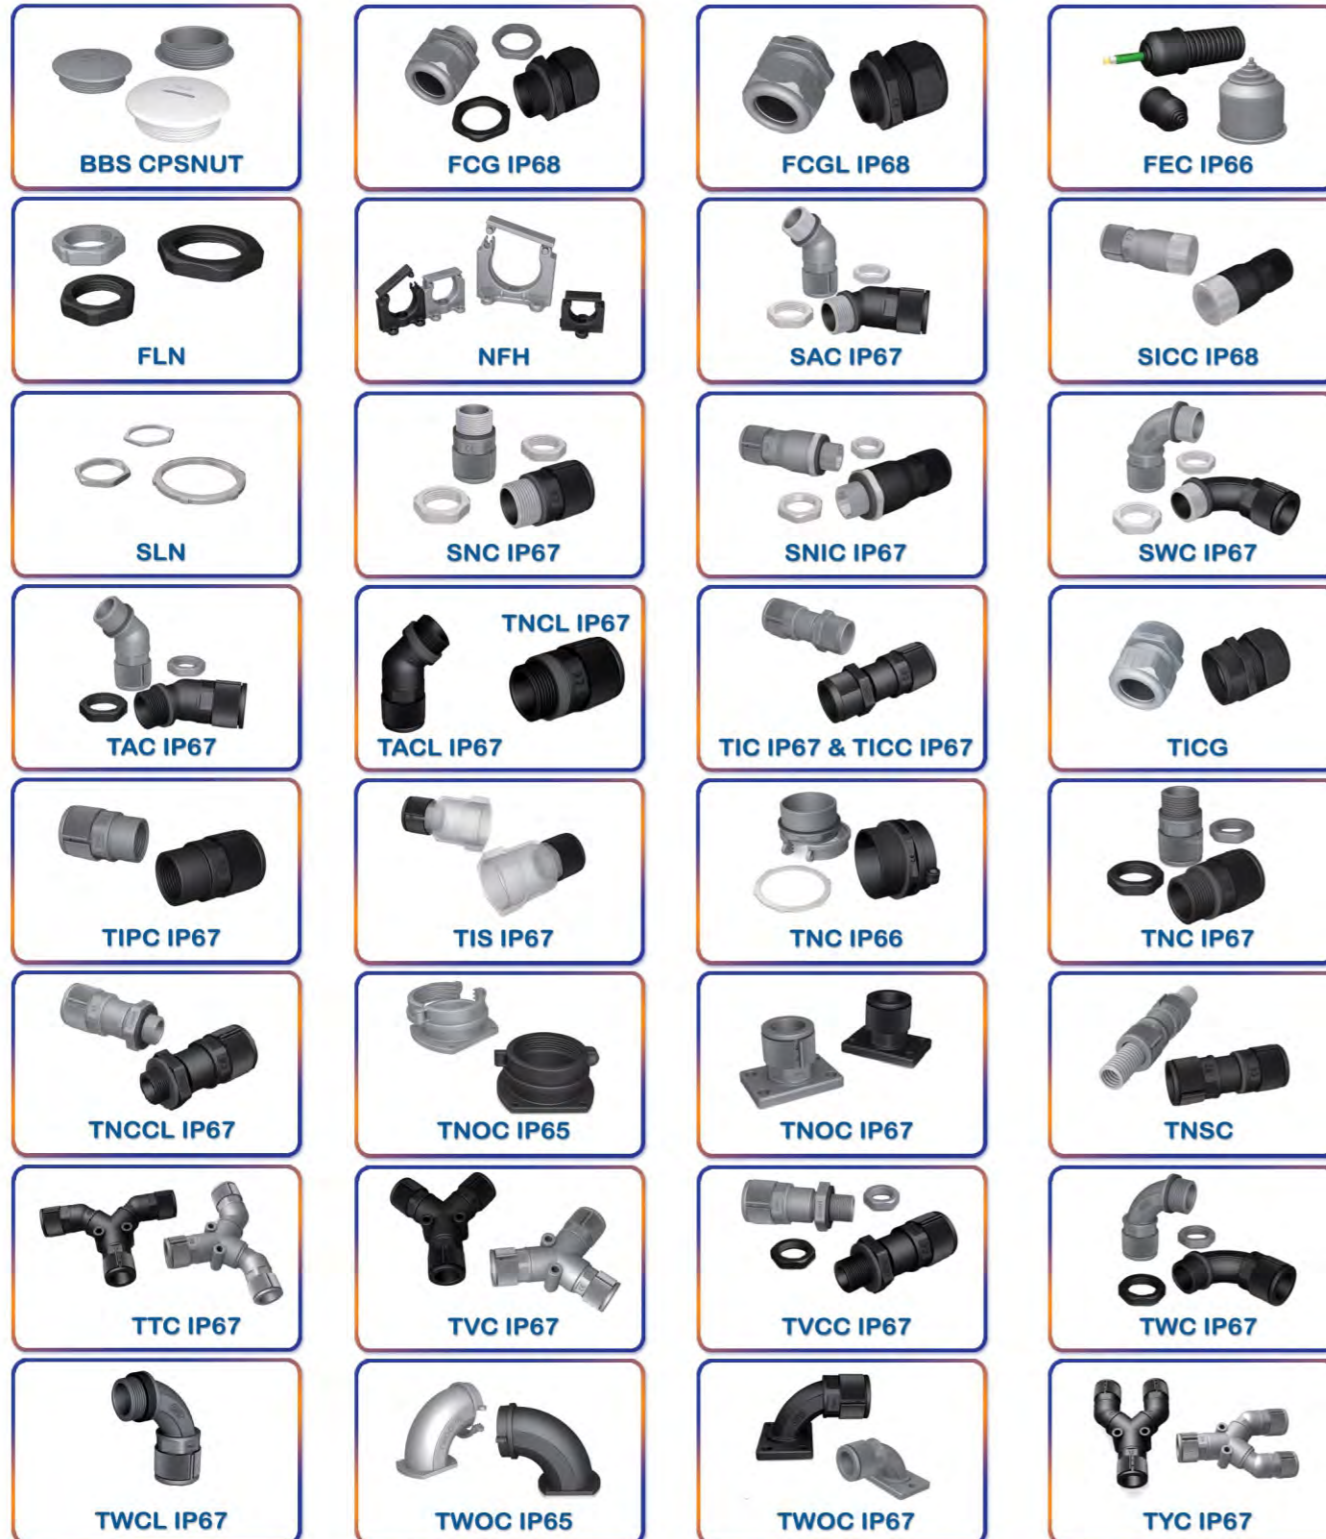 BBS CPSNUT
FCG IP68
FCGL IP68
FEC IP66
FLN
NFH
SAC IP67
SICC IP68
SLN
SNC IP67
SNIC IP67
SWC IP67
TAC IP67
TNCL IP67
TACL IP67
TIC IP67 & TICC IP67
TICG
TIPC IP67
TIS IP67
TNC IP66
TNC IP67
TNCCL IP67
TNOC IP65
TNOC IP67
TNSC
TTC IP67
TVC IP67
TVCC IP67
TWC IP67
TWCL IP67
TWOC IP65
TWOC IP67
TYC IP67